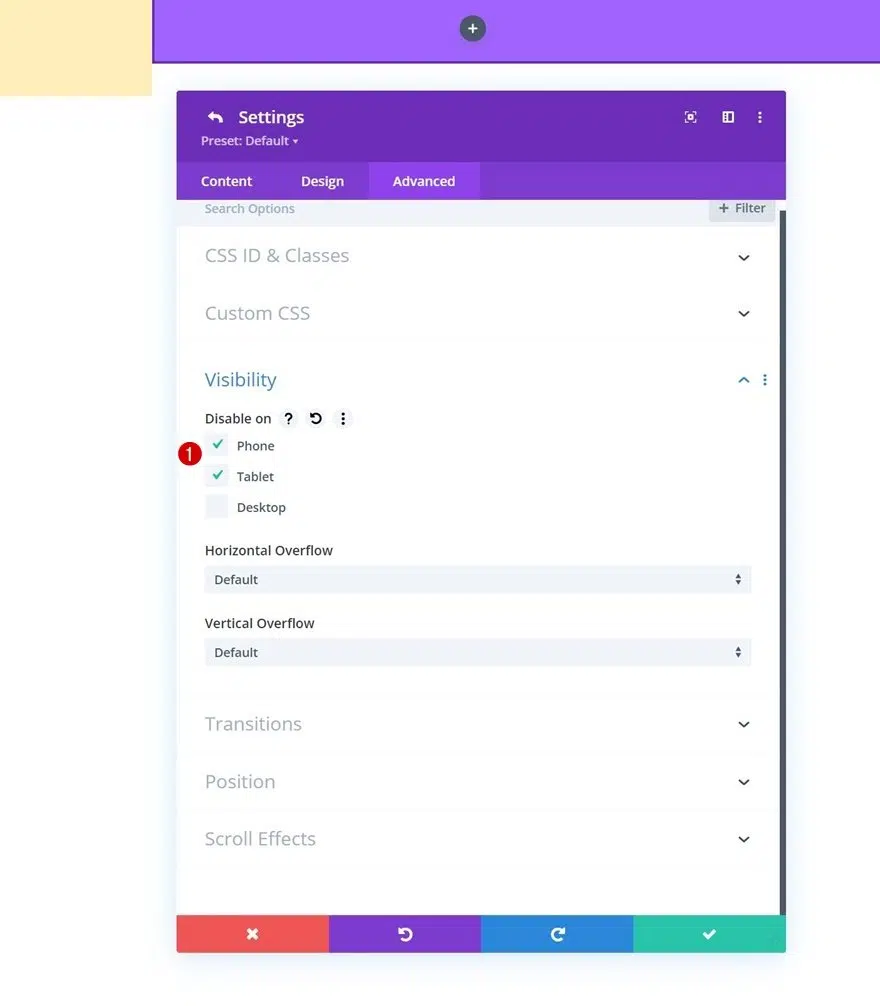 Settings
Preset: Default
Content Design Advanced
Search Options + Filter
CSS ID & Classes
Custom CSS
Visibility
Disable on ?
1
Phone
Tablet
Desktop
Horizontal Overflow
Default
Vertical Overflow
Default
Transitions
Position
Scroll Effects